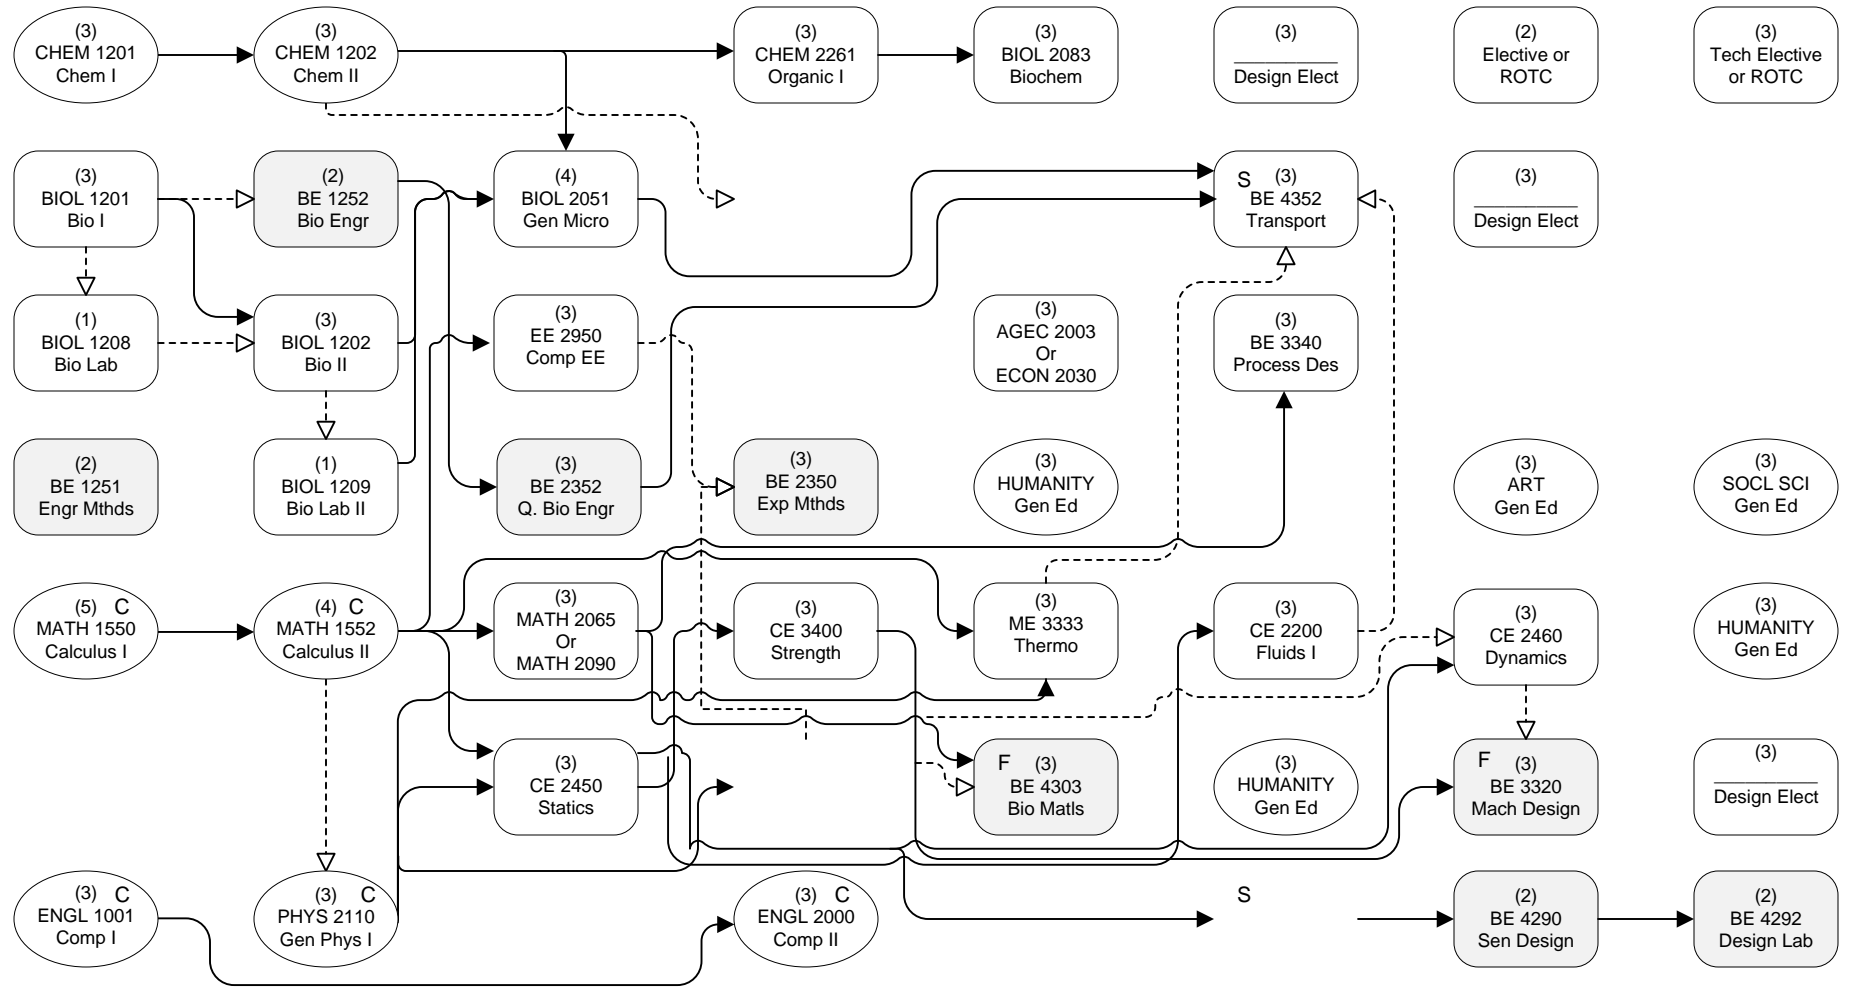 (3)
CHEM 1201
Chem I
(3)
CHEM 1202
Chem II
(3)
CHEM 2261
Organic I
(3)
BIOL 2083
Biochem
(3)
__________
Design Elect
(2)
Elective or
ROTC
(3)
Tech Elective
or ROTC
(3)
BIOL 1201
Bio I
(2)
BE 1252
Bio Engr
(4)
BIOL 2051
Gen Micro
S (3)
BE 4352
Transport
(3)
__________
Design Elect
(1)
BIOL 1208
Bio Lab
(3)
BIOL 1202
Bio II
(3)
EE 2950
Comp EE
(3)
AGEC 2003
Or
ECON 2030
(3)
BE 3340
Process Des
(2)
BE 1251
Engr Mthds
(1)
BIOL 1209
Bio Lab II
(3)
BE 2352
Q. Bio Engr
(3)
BE 2350
Exp Mthds
(3)
HUMANITY
Gen Ed
(3)
ART
Gen Ed
(3)
SOCL SCI
Gen Ed
(5) C
MATH 1550
Calculus I
(4) C
MATH 1552
Calculus II
(3)
MATH 2065
Or
MATH 2090
(3)
CE 3400
Strength
(3)
ME 3333
Thermo
(3)
CE 2200
Fluids I
(3)
CE 2460
Dynamics
(3)
HUMANITY
Gen Ed
(3)
CE 2450
Statics
F (3)
BE 4303
Bio Matls
(3)
HUMANITY
Gen Ed
F (3)
BE 3320
Mach Design
(3)
__________
Design Elect
(3) C
ENGL 1001
Comp I
(3) C
PHYS 2110
Gen Phys I
(3) C
ENGL 2000
Comp II
S
(2)
BE 4290
Sen Design
(2)
BE 4292
Design Lab